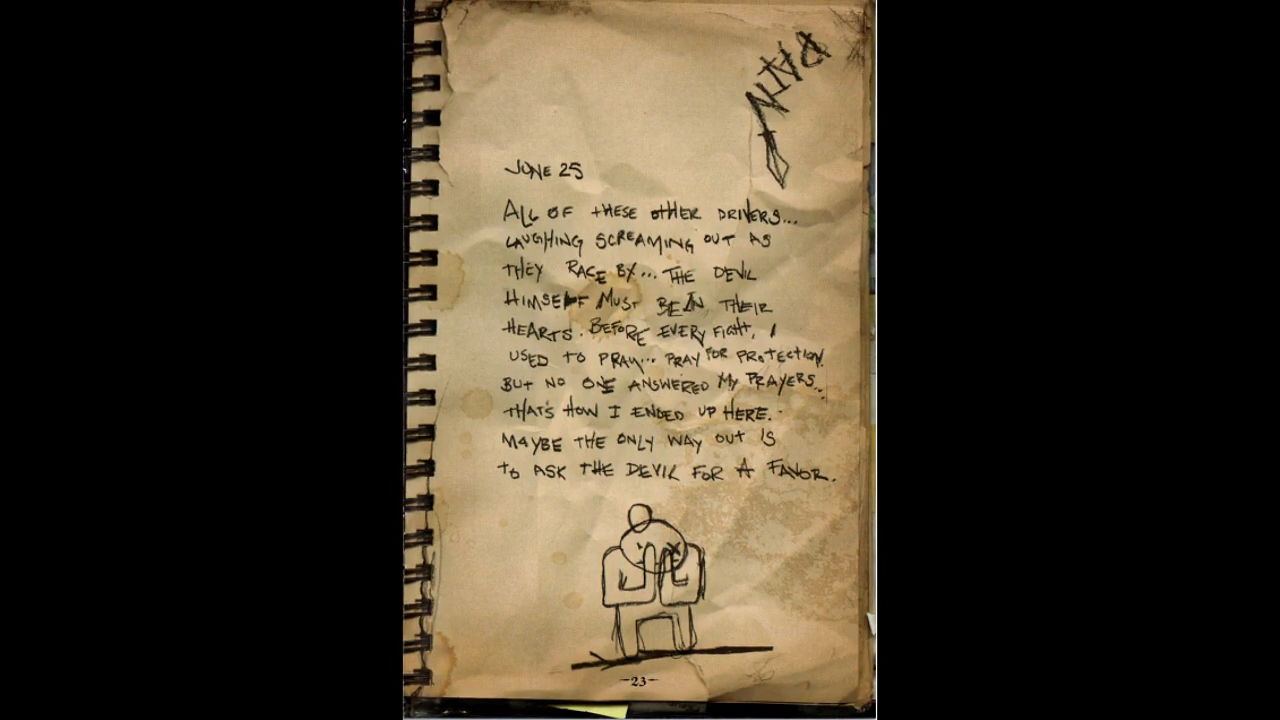 PAIN
JUNE 25
ALL OF THESE OTHER DRIVERS...
LAUGHING SCREAMING OUT AS
THEY RACE BY... THE DEVIL
HIMSELF MUST BE IN THEIR
HEARTS. BEFORE EVERY FIGHT, I
USED TO PRAY... PRAY FOR PROTECTION.
BUT NO ONE ANSWERED MY PRAYERS...
THAT'S HOW I ENDED UP HERE.
MAYBE THE ONLY WAY OUT IS
TO ASK THE DEVIL FOR A FAVOR.
-23-